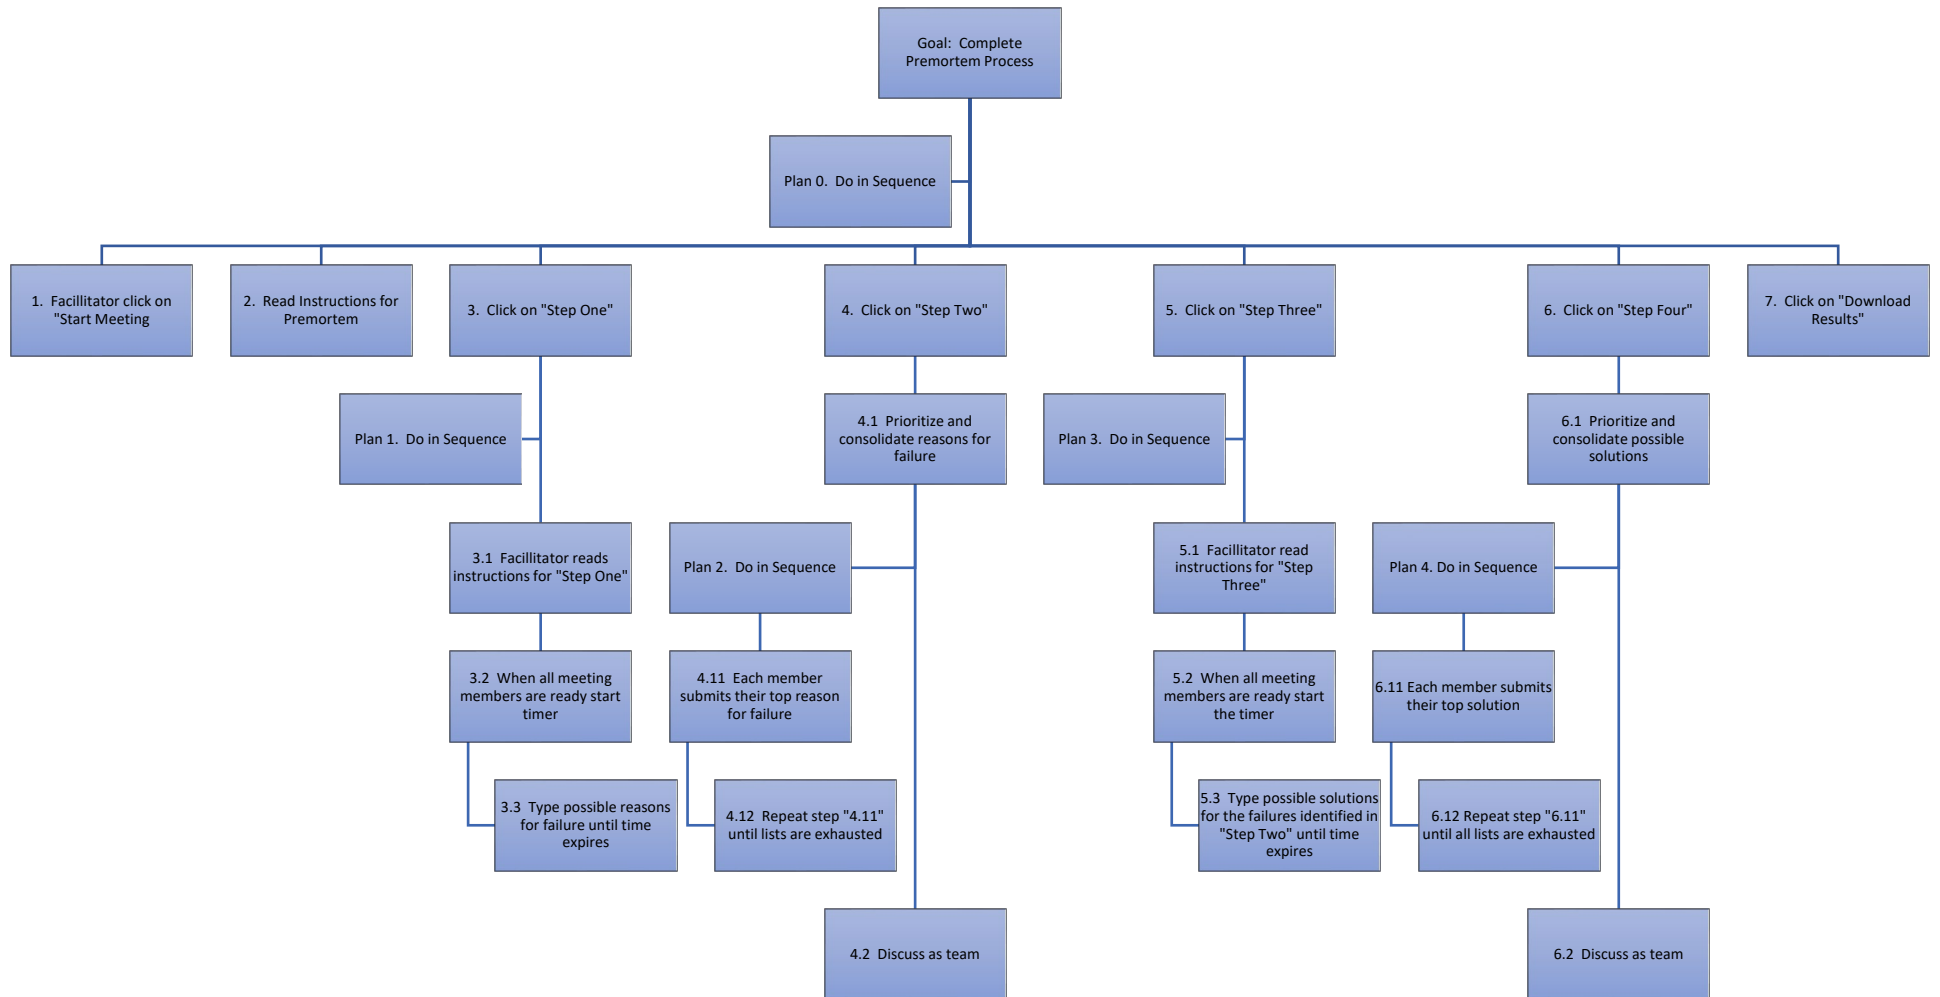 Goal:  Complete
Premortem Process
Plan 0.  Do in Sequence
1.  Facillitator click on
"Start Meeting
2.  Read Instructions for
Premortem
3.  Click on "Step One"
4.  Click on "Step Two"
5.  Click on "Step Three"
6.  Click on "Step Four"
7.  Click on "Download
Results"
Plan 1.  Do in Sequence
4.1  Prioritize and
consolidate reasons for
failure
Plan 3.  Do in Sequence
6.1  Prioritize and
consolidate possible
solutions
3.1  Facillitator reads
instructions for "Step One"
Plan 2.  Do in Sequence
5.1  Facillitator read
instructions for "Step
Three"
Plan 4. Do in Sequence
3.2  When all meeting
members are ready start
timer
4.11  Each member
submits their top reason
for failure
5.2  When all meeting
members are ready start
the timer
6.11 Each member submits
their top solution
3.3  Type possible reasons
for failure until time
expires
4.12  Repeat step "4.11"
until lists are exhausted
5.3  Type possible solutions
for the failures identified in
"Step Two" until time
expires
6.12 Repeat step "6.11"
until all lists are exhausted
4.2  Discuss as team
6.2  Discuss as team